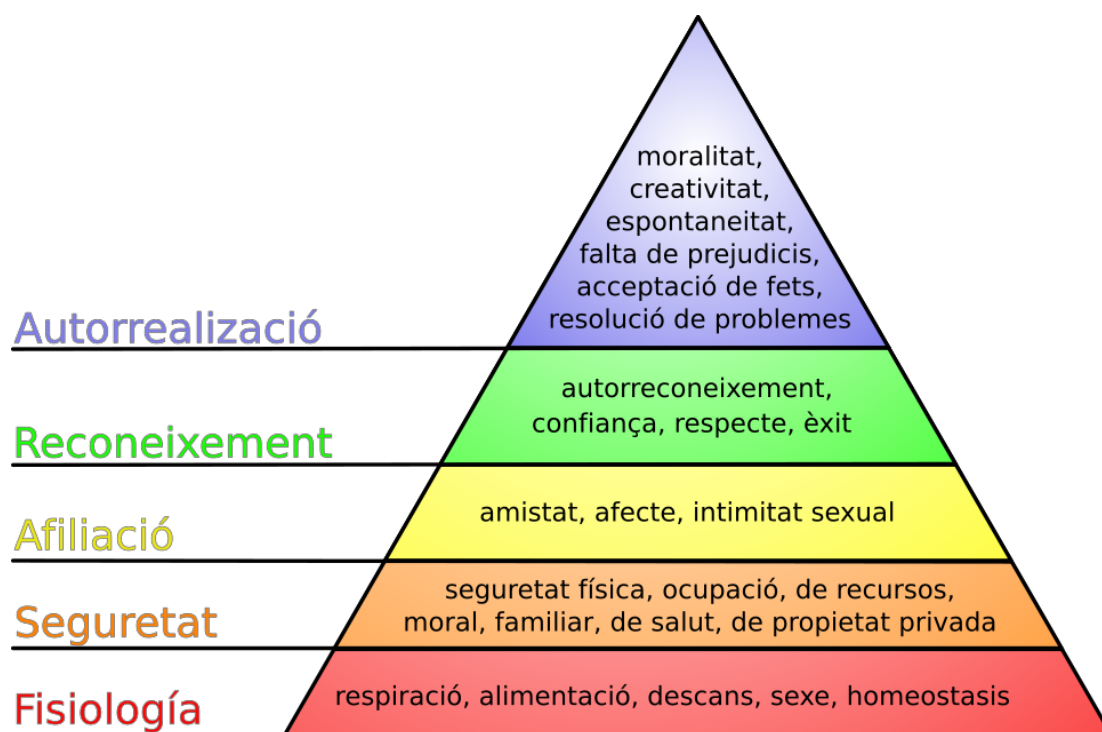 moralitat,
creativitat,
espontaneitat,
falta de prejudicis,
acceptació de fets,
resolució de problemes
Autorrealizació
autorreconeixement,
confiança, respecte, èxit
Reconeixement
amistat, afecte, intimitat sexual
Afiliació
seguretat física, ocupació, de recursos,
moral, familiar, de salut, de propietat privada
Seguretat
respiració, alimentació, descans, sexe, homeostasis
Fisiología